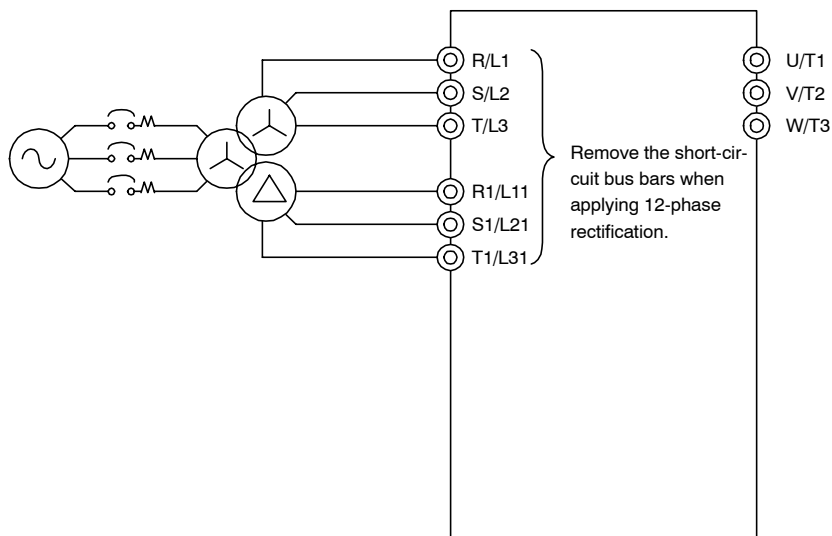 R/L1
S/L2
T/L3
R1/L11
S1/L21
T1/L31
Remove the short-cir-
cuit bus bars when
applying 12-phase
rectification.
U/T1
V/T2
W/T3